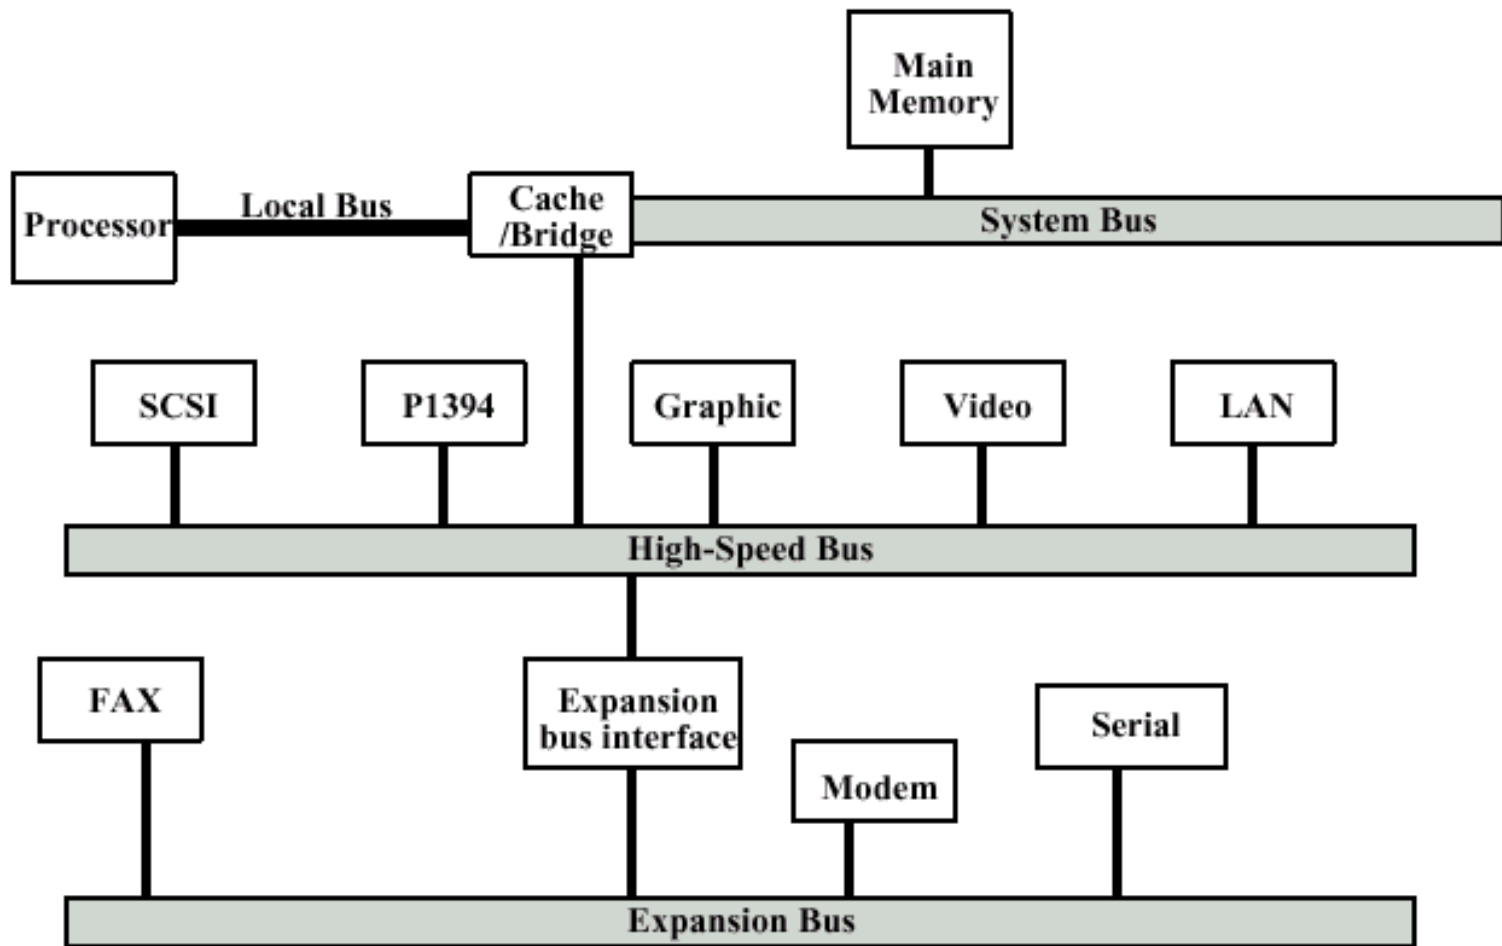 Main
Memory
Processor
Local Bus
Cache
/Bridge
System Bus
SCSI
P1394
Graphic
Video
LAN
High-Speed Bus
FAX
Expansion
bus interface
Modem
Serial
Expansion Bus